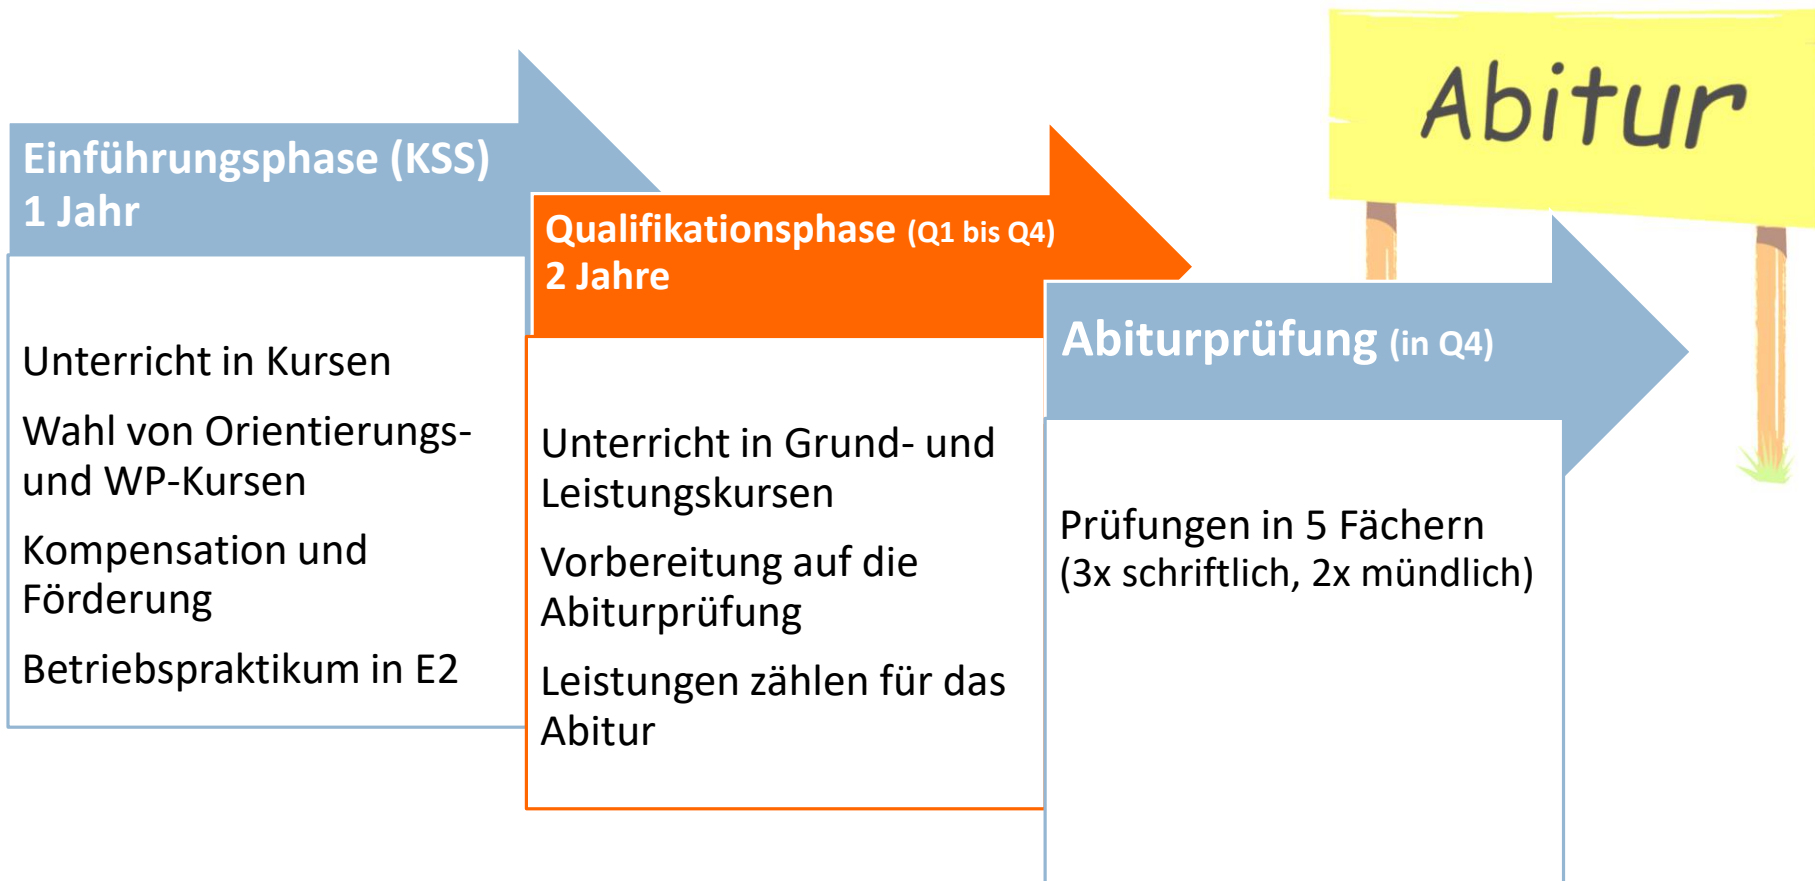 Abitur
Einführungsphase (KSS)
1 Jahr
Unterricht in Kursen
Wahl von Orientierungs-
und WP-Kursen
Kompensation und
Förderung
Betriebspraktikum in E2
Qualifikationsphase (Q1 bis Q4)
2 Jahre
Unterricht in Grund- und
Leistungskursen
Vorbereitung auf die
Abiturprüfung
Leistungen zählen für das
Abitur
Abiturprüfung (in Q4)
Prüfungen in 5 Fächern
(3x schriftlich, 2x mündlich)